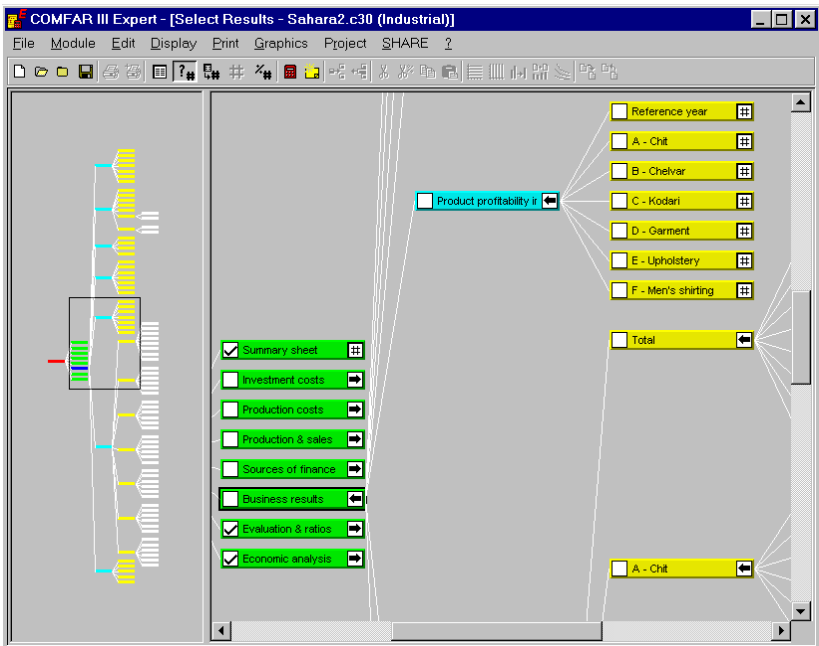 COMFAR III Expert - [Select Results - Sahara2.c30 (Industrial)]
File Module Edit Display Print Graphics Project SHARE ?
Reference year
A - Chit
B - Chelvar
Product profitability ir
C - Kodari
D - Garment
E - Upholstery
F - Men's shirting
Total
Summary sheet
Investment costs
Production costs
Production & sales
Sources of finance
Business results
Evaluation & ratios
Economic analysis
A - Chit